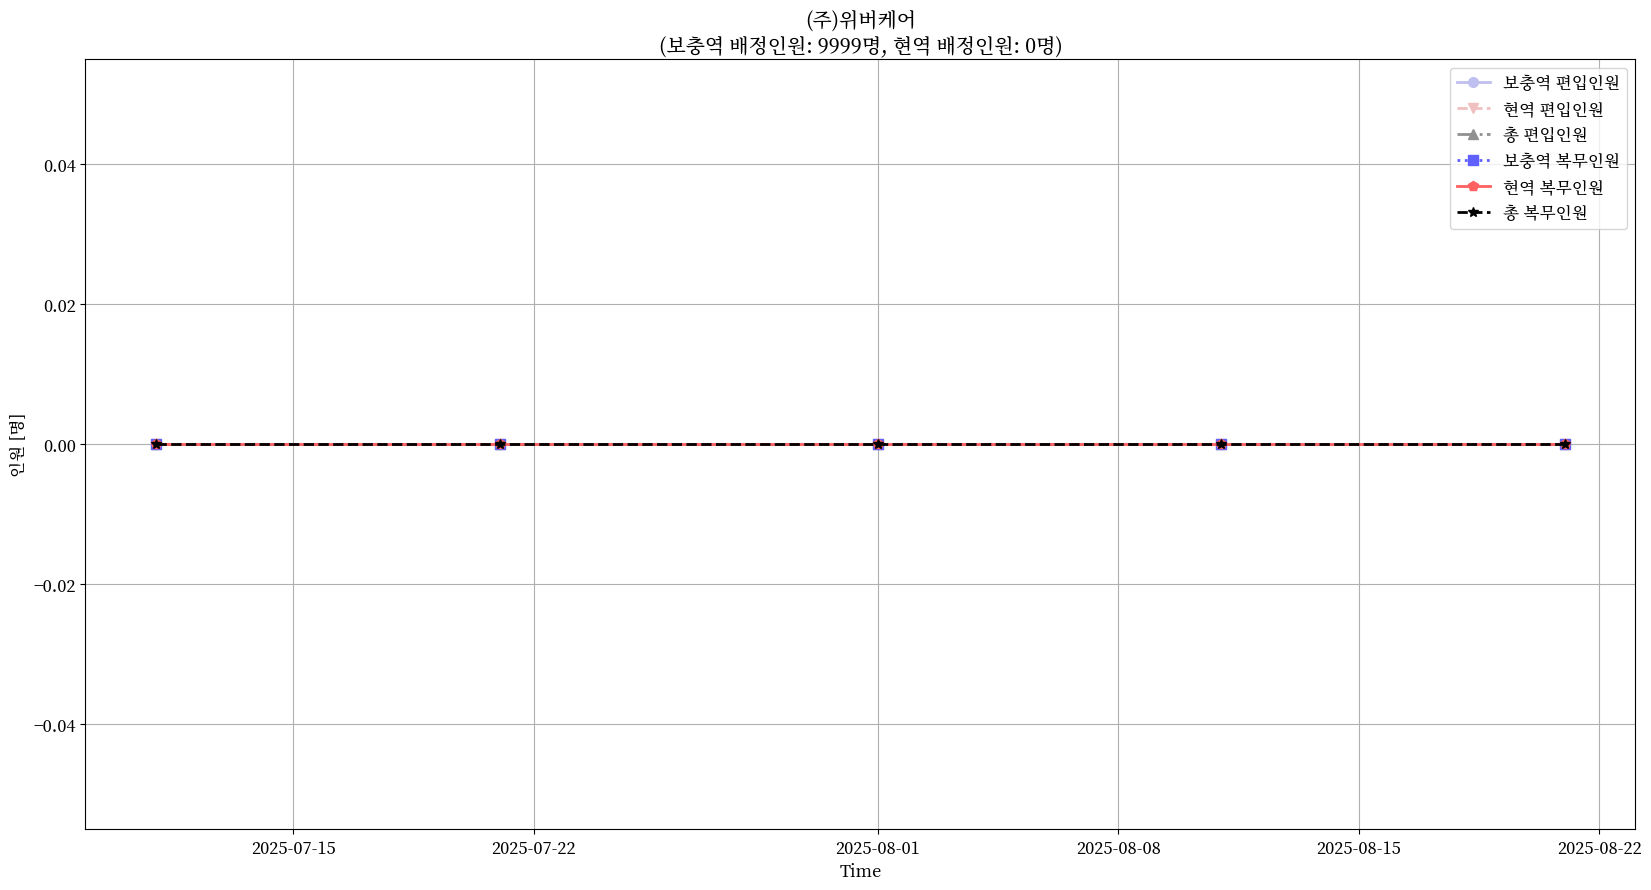 (주)위버케어
(보충역 배정인원: 9999명, 현역 배정인원: 0명)
보충역 편입인원
현역 편입인원
총 편입인원
보충역 복무인원
현역 복무인원
총 복무인원
인원 [명]
0.04
0.02
0.00
−0.02
−0.04
2025-07-15
2025-07-22
2025-08-01
2025-08-08
2025-08-15
2025-08-22
Time